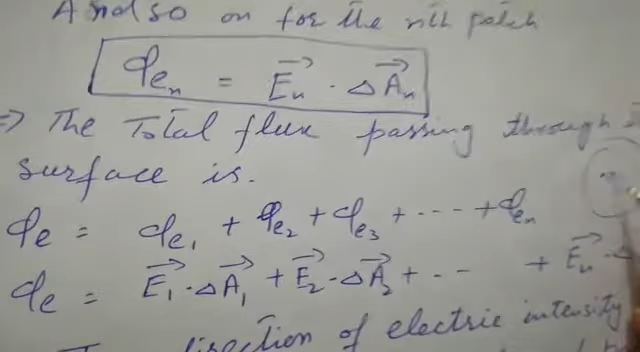 And so on for the nth patch
Φen = E⃗n · ΔA⃗n
⇒ The Total flux passing through
surface is.
Φe = Φe1 + Φe2 + Φe3 + ---- + Φen
Φe = E⃗1 · ΔA⃗1 + E⃗2 · ΔA⃗2 + -- + E⃗n · Δ
direction of electric intensity